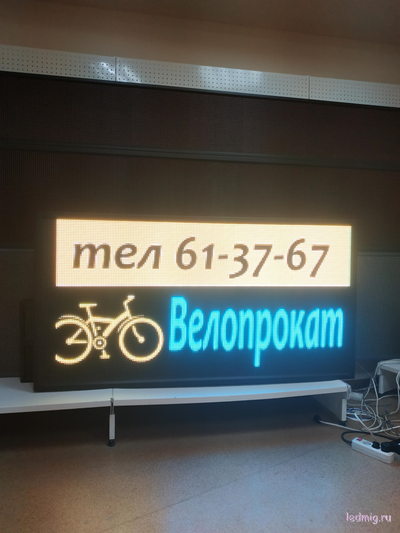 тел 61-37-67
Велопрокат
ledmig.ru